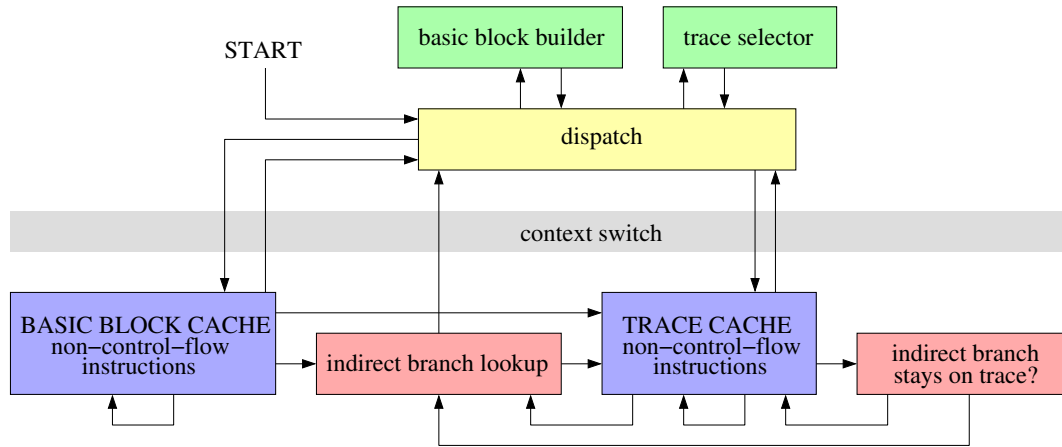 basic block builder
trace selector
START
dispatch
context switch
BASIC BLOCK CACHE
non−control−flow
instructions
indirect branch lookup
TRACE CACHE
non−control−flow
instructions
indirect branch
stays on trace?